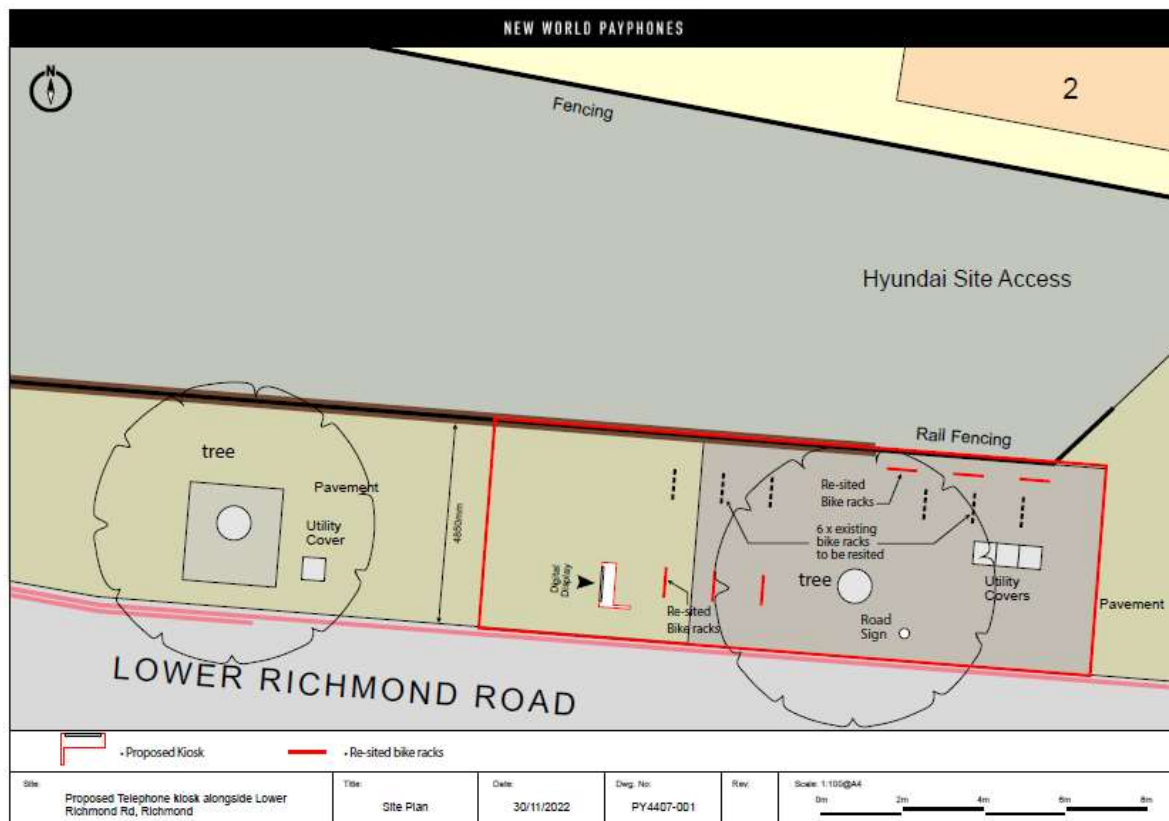 NEW WORLD PAYPHONES
N
Fencing
2
Hyundai Site Access
Rail Fencing
tree
Pavement
Utility
Cover
4850mm
Re-sited
Bike racks
6 x existing
bike racks
to be resited
Digital
Display
Re-sited
Bike racks
tree
Utility
Covers
Road
Sign
Pavement
LOWER RICHMOND ROAD
- Proposed Kiosk
- Re-sited bike racks
Site:
Proposed Telephone kiosk alongside Lower
Richmond Rd, Richmond
Title:
Site Plan
Date:
30/11/2022
Dwg. No:
PY4407-001
Rev:
Scale: 1:100@A4
0m 2m 4m 6m 8m